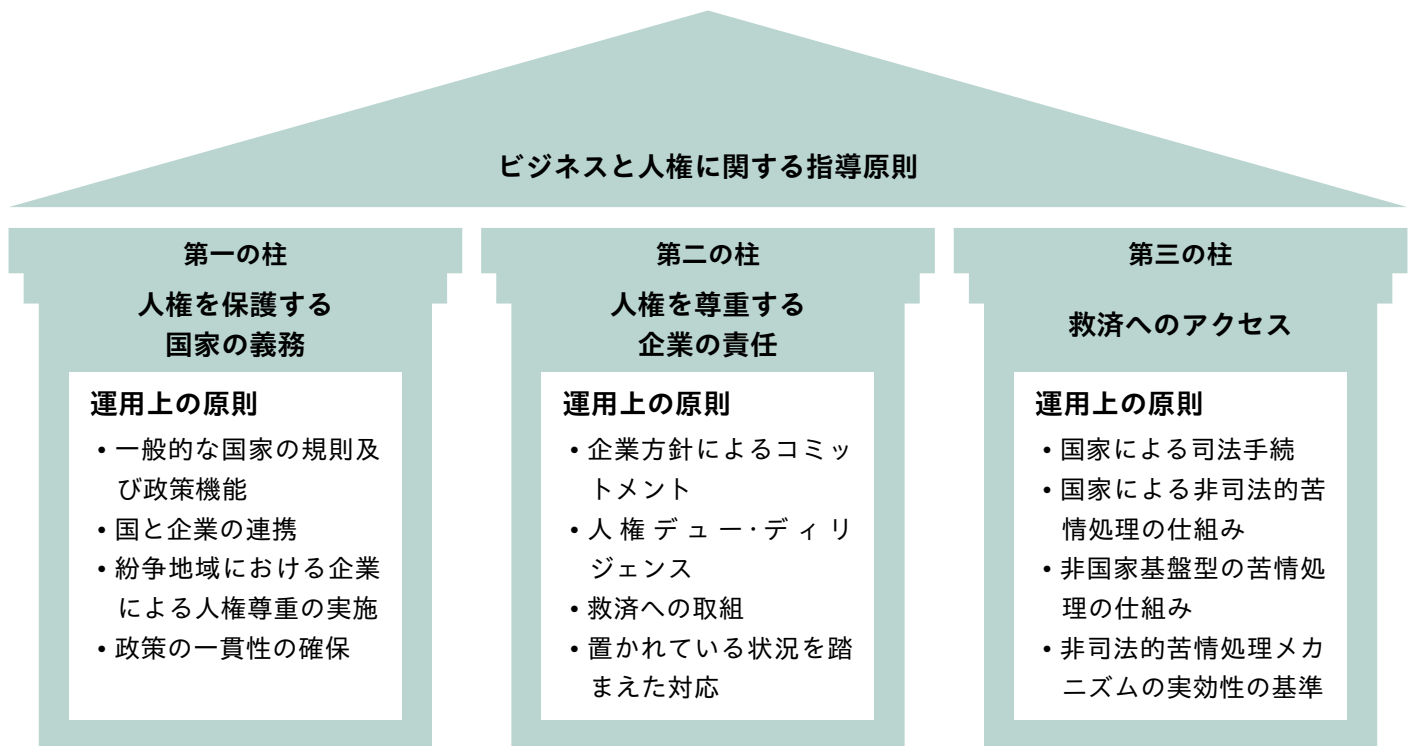 ビジネスと人権に関する指導原則
第一の柱
人権を保護する
国家の義務
運用上の原則
• 一般的な国家の規則及
び政策機能
• 国と企業の連携
• 紛争地域における企業
による人権尊重の実施
• 政策の一貫性の確保
第二の柱
人権を尊重する
企業の責任
運用上の原則
• 企業方針によるコミッ
トメント
• 人権デュー・ディリ
ジェンス
• 救済への取組
• 置かれている状況を踏
まえた対応
第三の柱
救済へのアクセス
運用上の原則
• 国家による司法手続
• 国家による非司法的苦
情処理の仕組み
• 非国家基盤型の苦情処
理の仕組み
• 非司法的苦情処理メカ
ニズムの実効性の基準